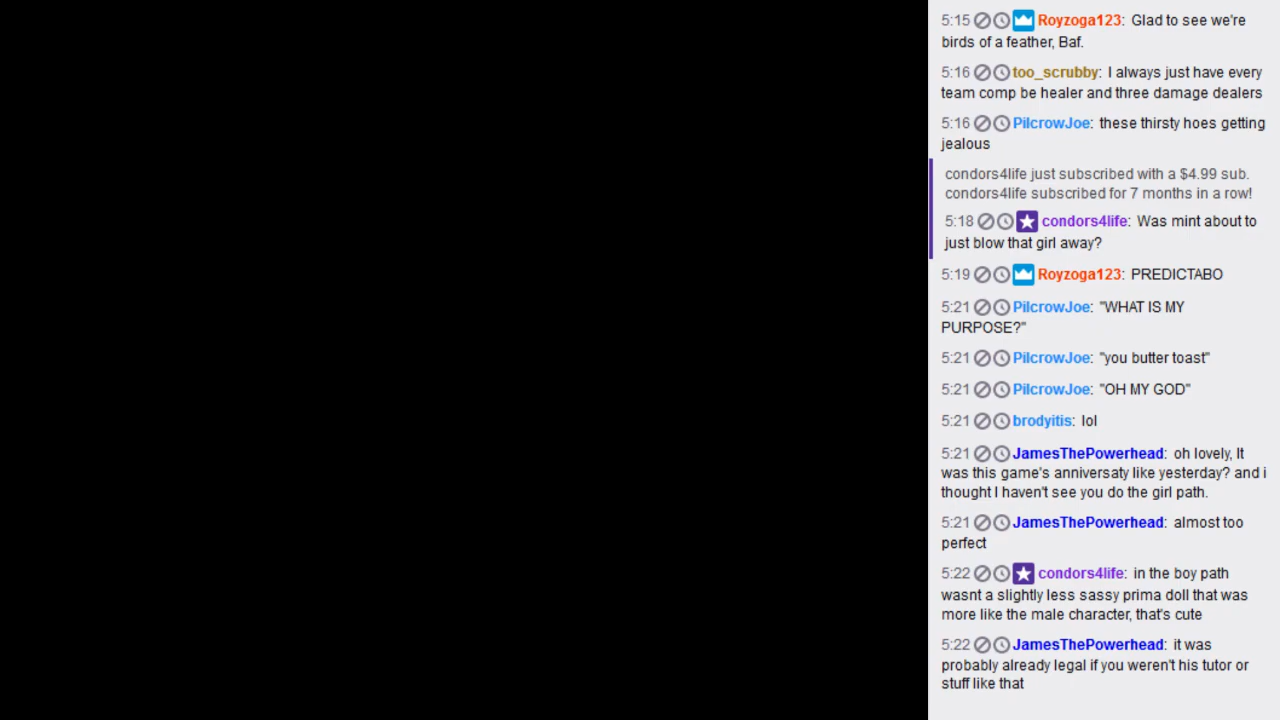 5:15 Royzoga123: Glad to see we're
birds of a feather, Baf.
5:16 too_scrubby: I always just have every
team comp be healer and three damage dealers
5:16 PilcrowJoe: these thirsty hoes getting
jealous
condors4life just subscribed with a $4.99 sub.
condors4life subscribed for 7 months in a row!
5:18 condors4life: Was mint about to
just blow that girl away?
5:19 Royzoga123: PREDICTABO
5:21 PilcrowJoe: "WHAT IS MY
PURPOSE?"
5:21 PilcrowJoe: "you butter toast"
5:21 PilcrowJoe: "OH MY GOD"
5:21 brodyitis: lol
5:21 JamesThePowerhead: oh lovely, It
was this game's anniversaty like yesterday? and i
thought I haven't see you do the girl path.
5:21 JamesThePowerhead: almost too
perfect
5:22 condors4life: in the boy path
wasnt a slightly less sassy prima doll that was
more like the male character, that's cute
5:22 JamesThePowerhead: it was
probably already legal if you weren't his tutor or
stuff like that